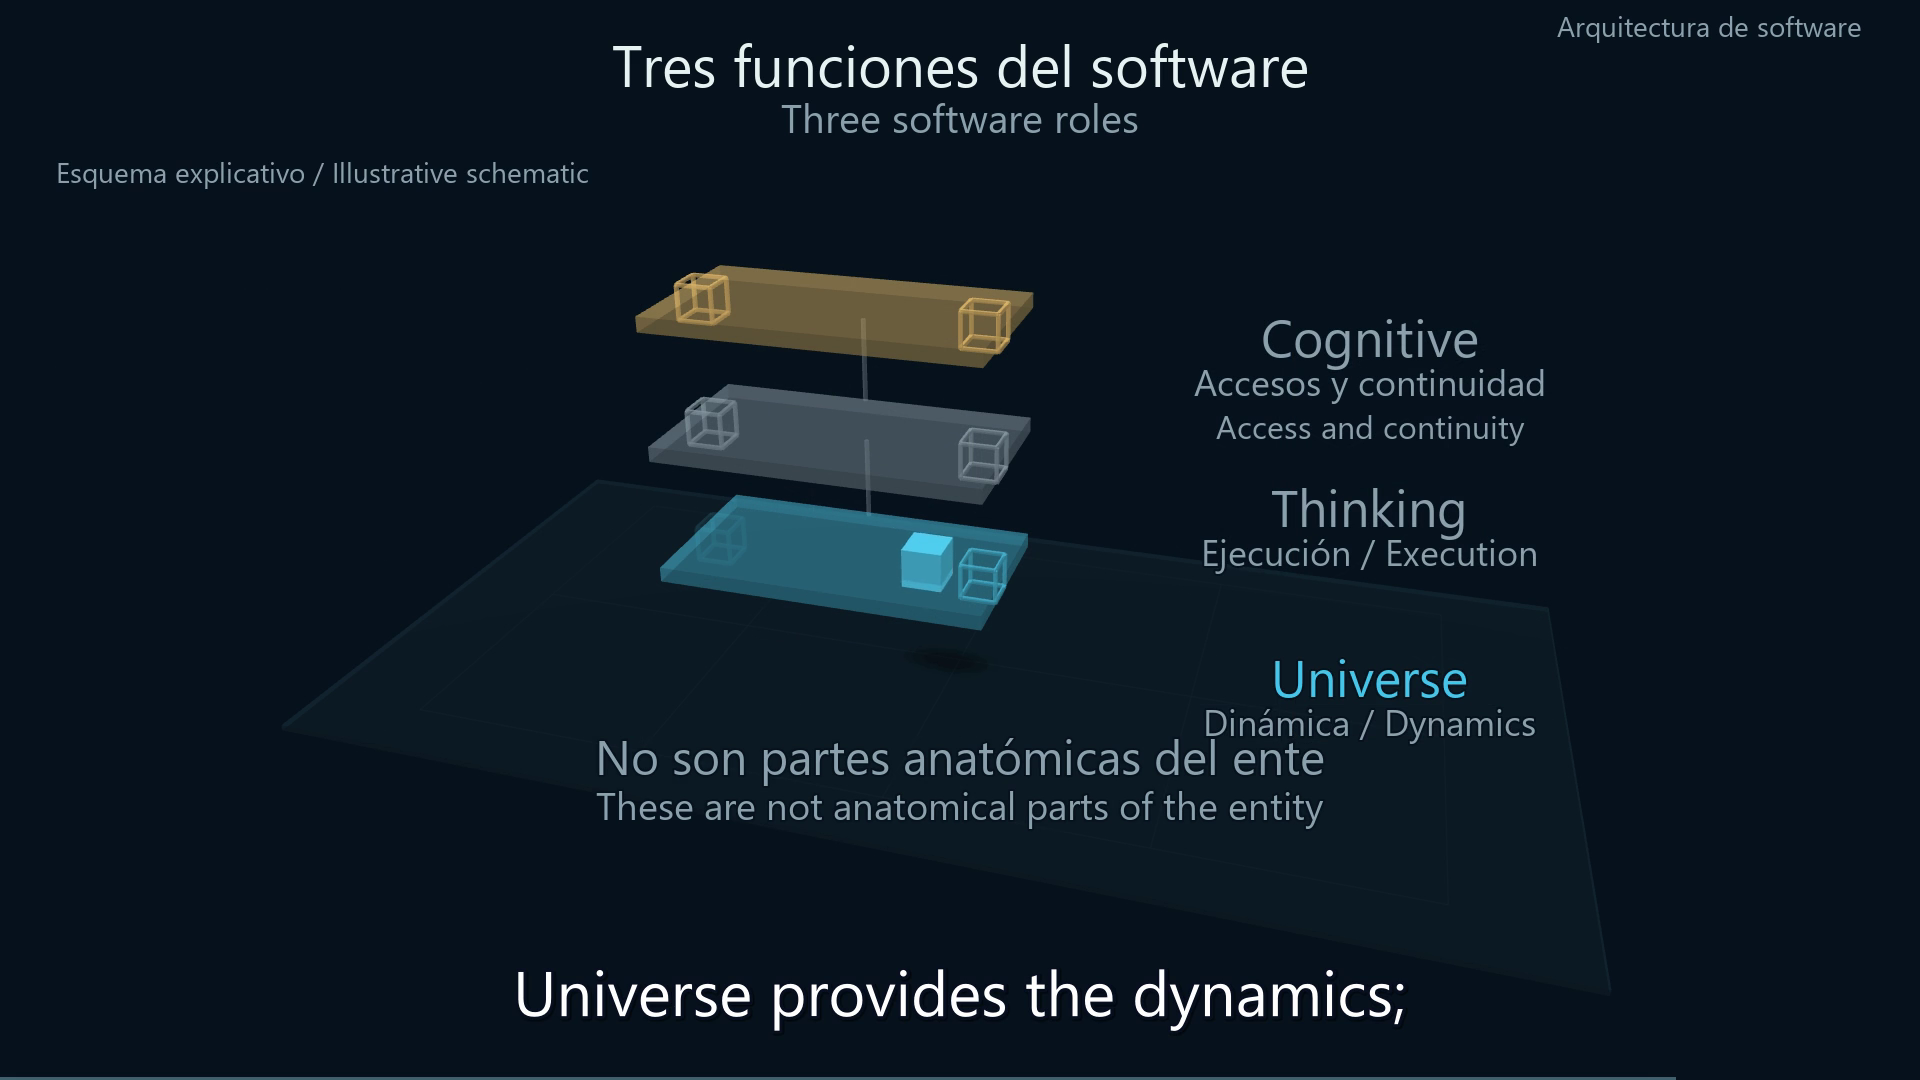 Arquitectura de software
Tres funciones del software
Three software roles
Esquema explicativo / Illustrative schematic
Cognitive
Accesos y continuidad
Access and continuity
Thinking
Ejecución / Execution
Universe
Dinámica / Dynamics
No son partes anatómicas del ente
These are not anatomical parts of the entity
Universe provides the dynamics;